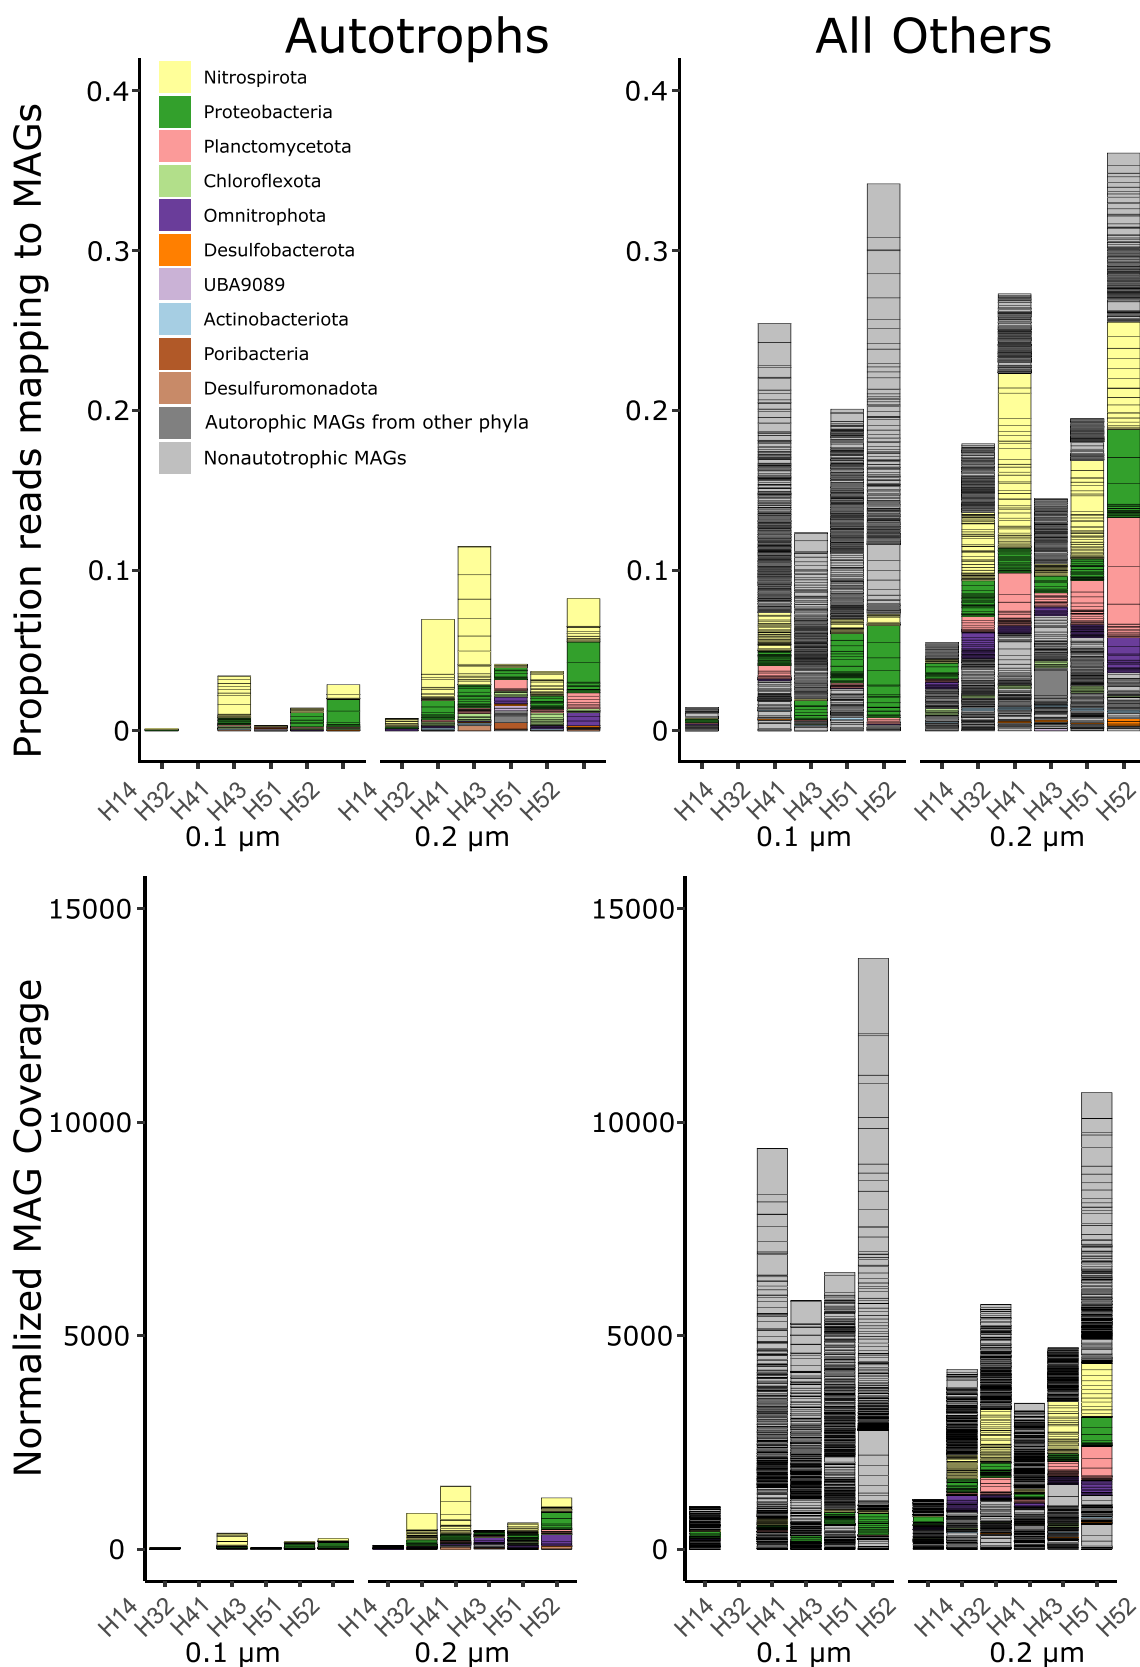 Autotrophs
All Others
Proportion reads mapping to MAGs
0.4
0.3
0.2
0.1
0
Nitrospirota
Proteobacteria
Planctomycetota
Chloroflexota
Omnitrophota
Desulfobacterota
UBA9089
Actinobacteriota
Poribacteria
Desulfuromonadota
Autorophic MAGs from other phyla
Nonautotrophic MAGs
H14 H32 H41 H43 H51 H52
0.1 µm
H14 H32 H41 H43 H51 H52
0.2 µm
0.4
0.3
0.2
0.1
0
H14 H32 H41 H43 H51 H52
0.1 µm
H14 H32 H41 H43 H51 H52
0.2 µm
Normalized MAG Coverage
15000
10000
5000
0
H14 H32 H41 H43 H51 H52
0.1 µm
H14 H32 H41 H43 H51 H52
0.2 µm
15000
10000
5000
0
H14 H32 H41 H43 H51 H52
0.1 µm
H14 H32 H41 H43 H51 H52
0.2 µm